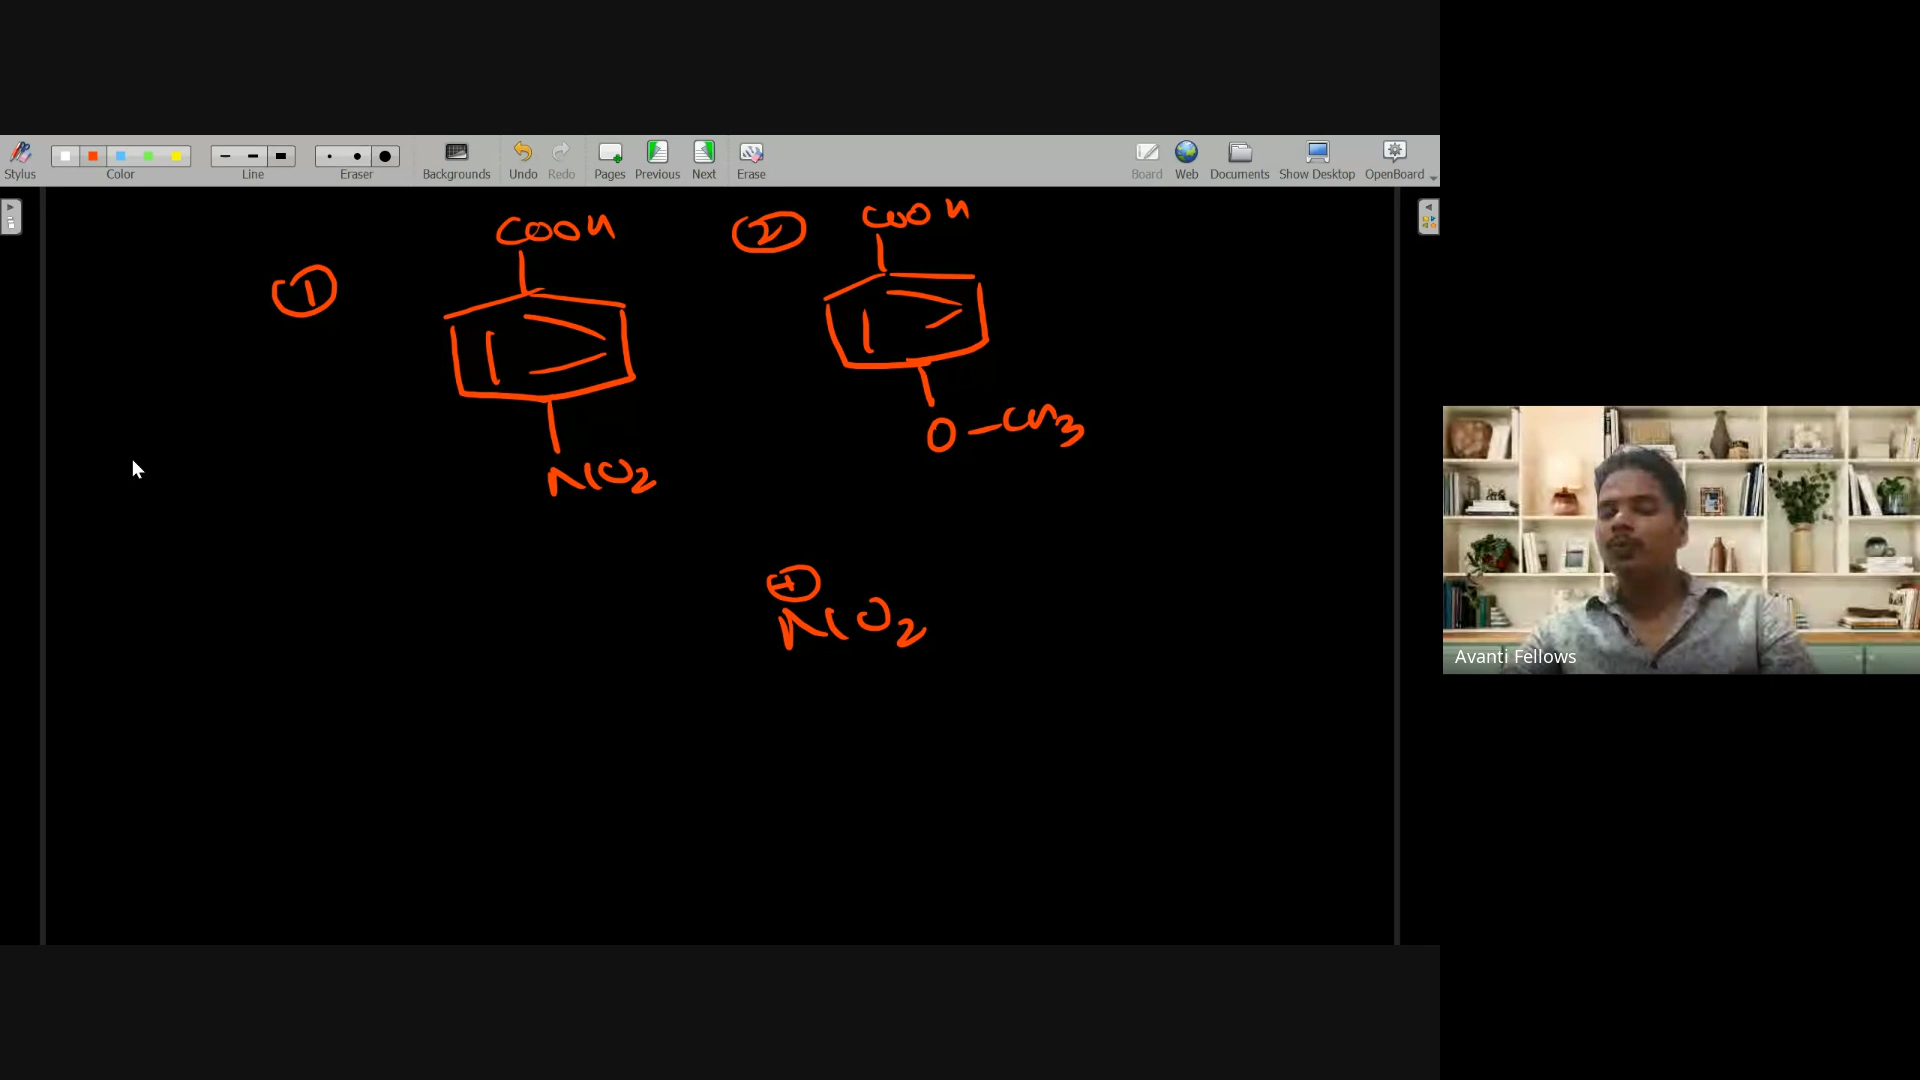 Stylus Color Line Eraser Backgrounds Undo Redo Pages Previous Next Erase Board Web Documents Show Desktop OpenBoard
① COOH
NO2
② COOH
O-CH3
⊕
NO2
Avanti Fellows